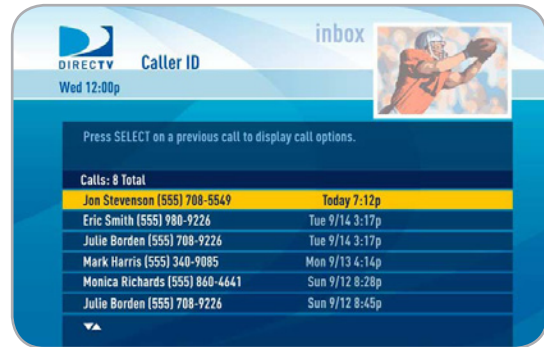 inbox
DIRECTV Caller ID
Wed 12:00p
Press SELECT on a previous call to display call options.
Calls: 8 Total
Jon Stevenson (555) 708-5549 Today 7:12p
Eric Smith (555) 980-9226 Tue 9/14 3:17p
Julie Borden (555) 708-9226 Tue 9/14 3:17p
Mark Harris (555) 340-9085 Mon 9/13 4:14p
Monica Richards (555) 860-4641 Sun 9/12 8:28p
Julie Borden (555) 708-9226 Sun 9/12 8:45p